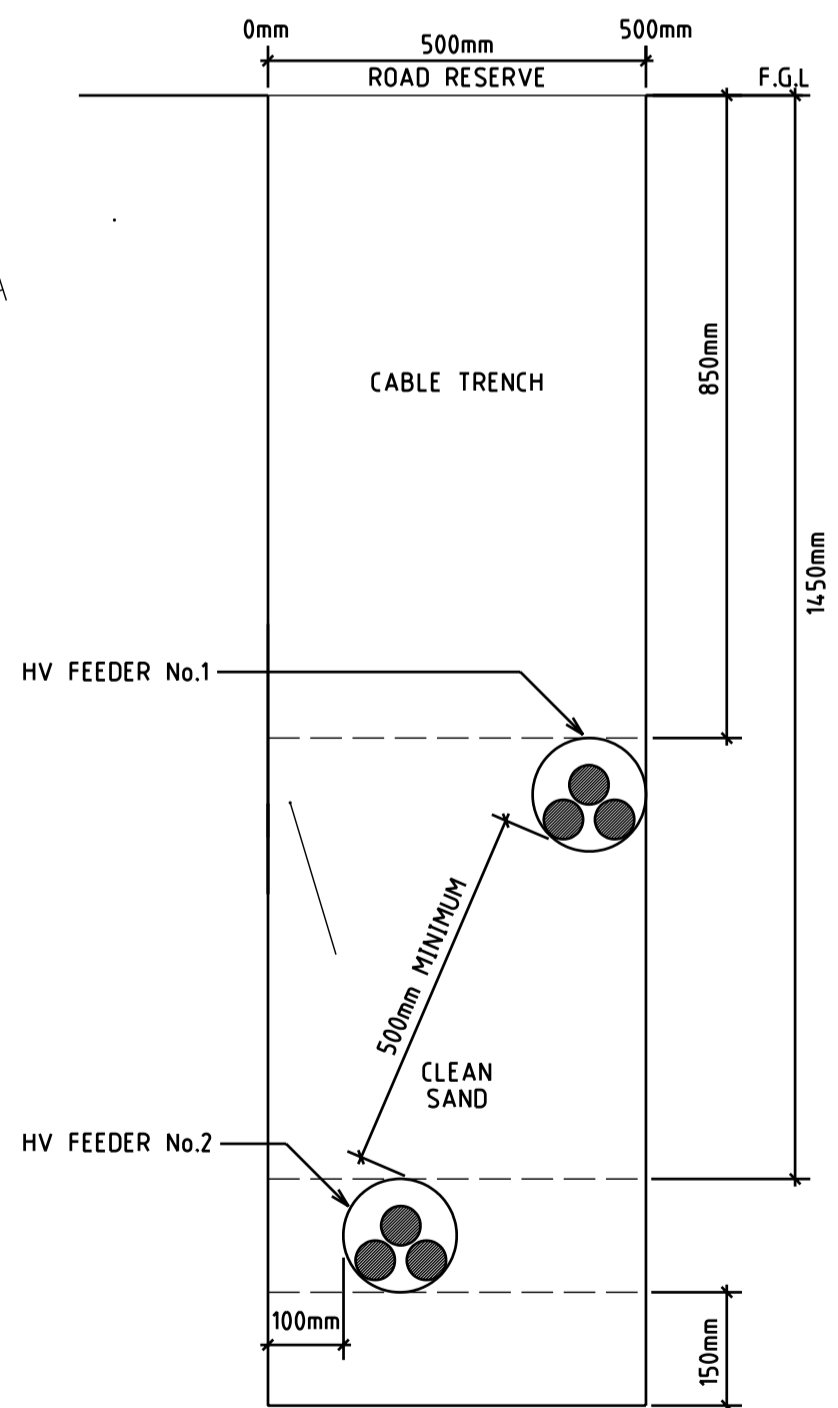 0mm
500mm
500mm
ROAD RESERVE
F.G.L
850mm
CABLE TRENCH
1450mm
HV FEEDER No.1
500mm MINIMUM
CLEAN
SAND
HV FEEDER No.2
100mm
150mm